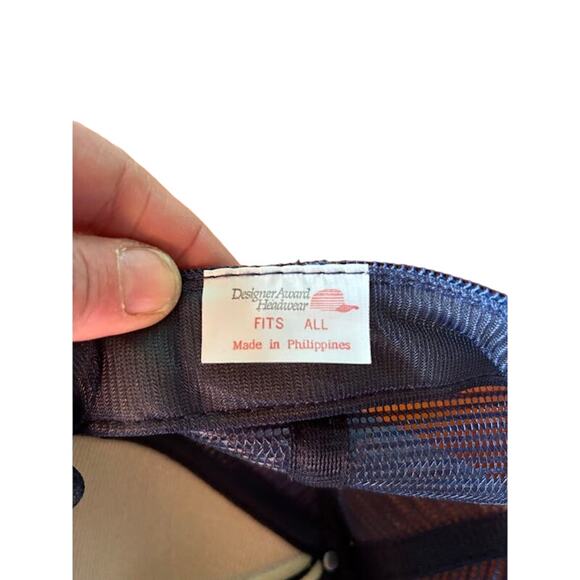 Designer Award
Headwear
FITS ALL
Made in Philippines